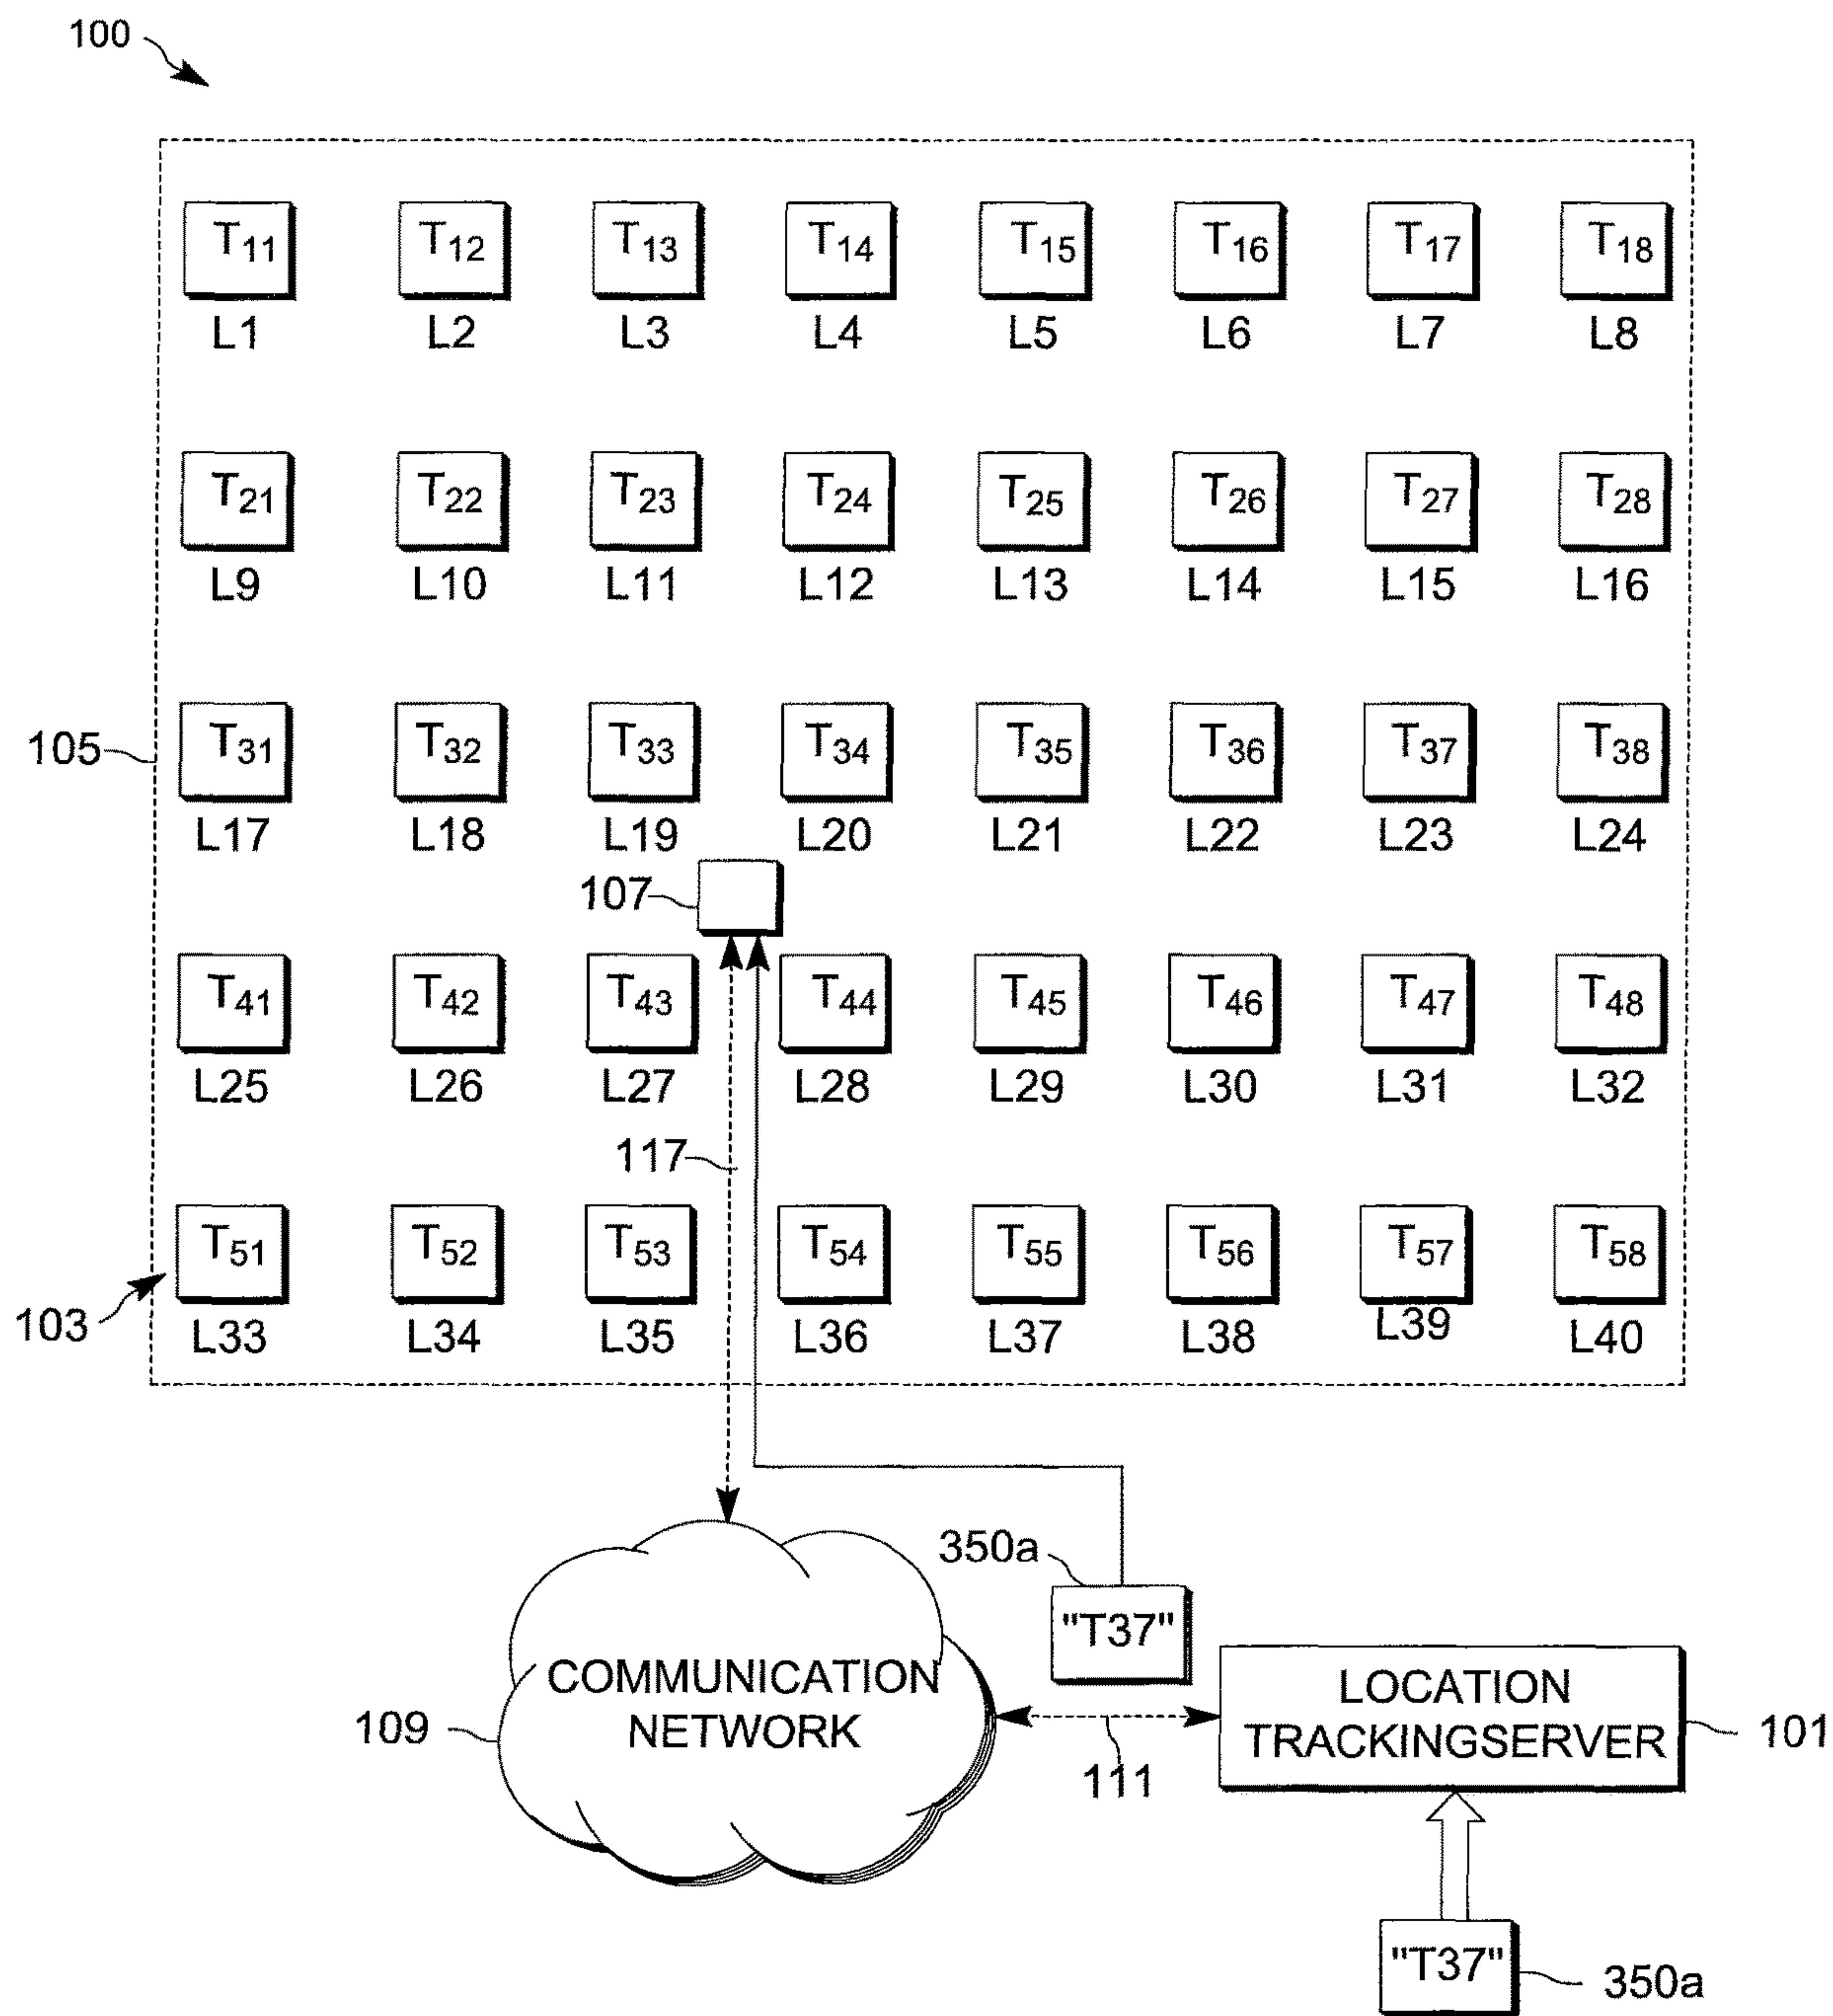 100
T11 T12 T13 T14 T15 T16 T17 T18
L1 L2 L3 L4 L5 L6 L7 L8
T21 T22 T23 T24 T25 T26 T27 T28
L9 L10 L11 L12 L13 L14 L15 L16
T31 T32 T33 T34 T35 T36 T37 T38
105
L17 L18 L19 L20 L21 L22 L23 L24
107
T41 T42 T43 T44 T45 T46 T47 T48
L25 L26 L27 L28 L29 L30 L31 L32
117
T51 T52 T53 T54 T55 T56 T57 T58
103
L33 L34 L35 L36 L37 L38 L39 L40
350a
"T37"
COMMUNICATION
NETWORK
109
111
LOCATION
TRACKINGSERVER
101
"T37"
350a